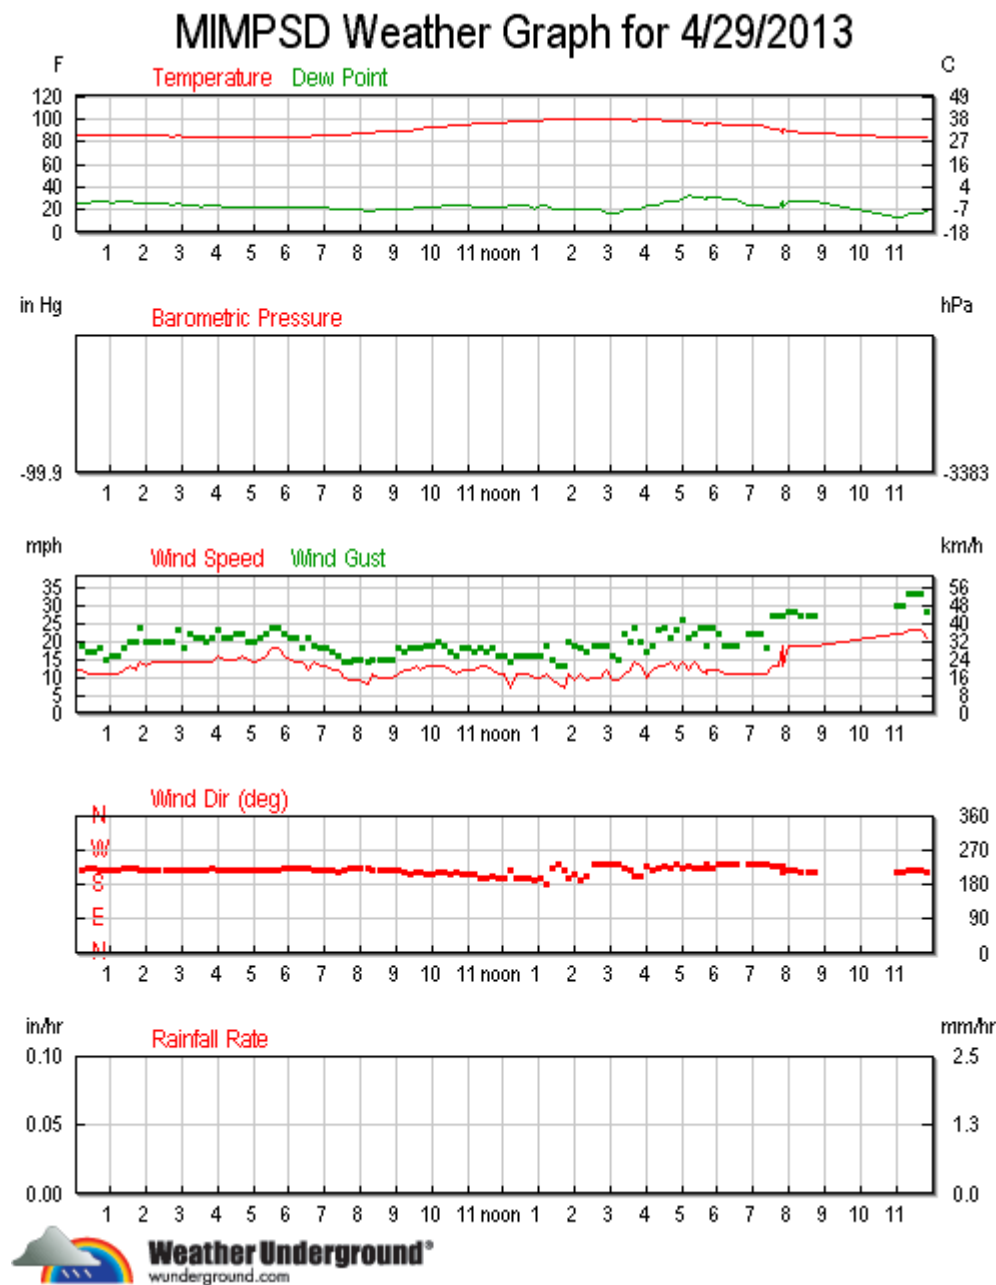 MIMPSD Weather Graph for 4/29/2013
F Temperature Dew Point C
120 49
100 38
80 27
60 16
40 4
20 -7
0 -18
1 2 3 4 5 6 7 8 9 10 11 noon 1 2 3 4 5 6 7 8 9 10 11
in Hg Barometric Pressure hPa
-99.9 -3383
1 2 3 4 5 6 7 8 9 10 11 noon 1 2 3 4 5 6 7 8 9 10 11
mph Wind Speed Wind Gust km/h
35 56
30 48
25 40
20 32
15 24
10 16
5 8
0 0
1 2 3 4 5 6 7 8 9 10 11 noon 1 2 3 4 5 6 7 8 9 10 11
Wind Dir (deg)
N 360
W 270
S 180
E 90
N 0
1 2 3 4 5 6 7 8 9 10 11 noon 1 2 3 4 5 6 7 8 9 10 11
in/hr Rainfall Rate mm/hr
0.10 2.5
0.05 1.3
0.00 0.0
1 2 3 4 5 6 7 8 9 10 11 noon 1 2 3 4 5 6 7 8 9 10 11
Weather Underground®
wunderground.com